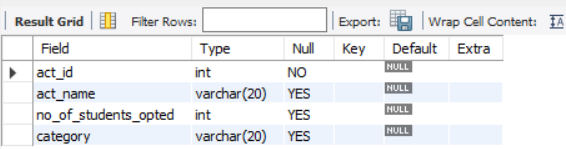 Result Grid Filter Rows: Export: Wrap Cell Content: IA
Field Type Null Key Default Extra
act_id int NO NULL
act_name varchar(20) YES NULL
no_of_students_opted int YES NULL
category varchar(20) YES NULL